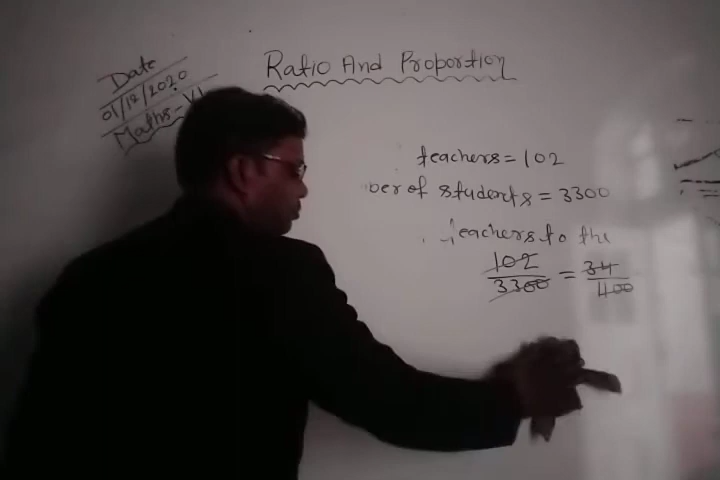 Ratio And Proportion
Date
01/12/2020
Maths-VI
teachers = 102
ber of students = 3300
teachers to the
102/3300 = 34/400